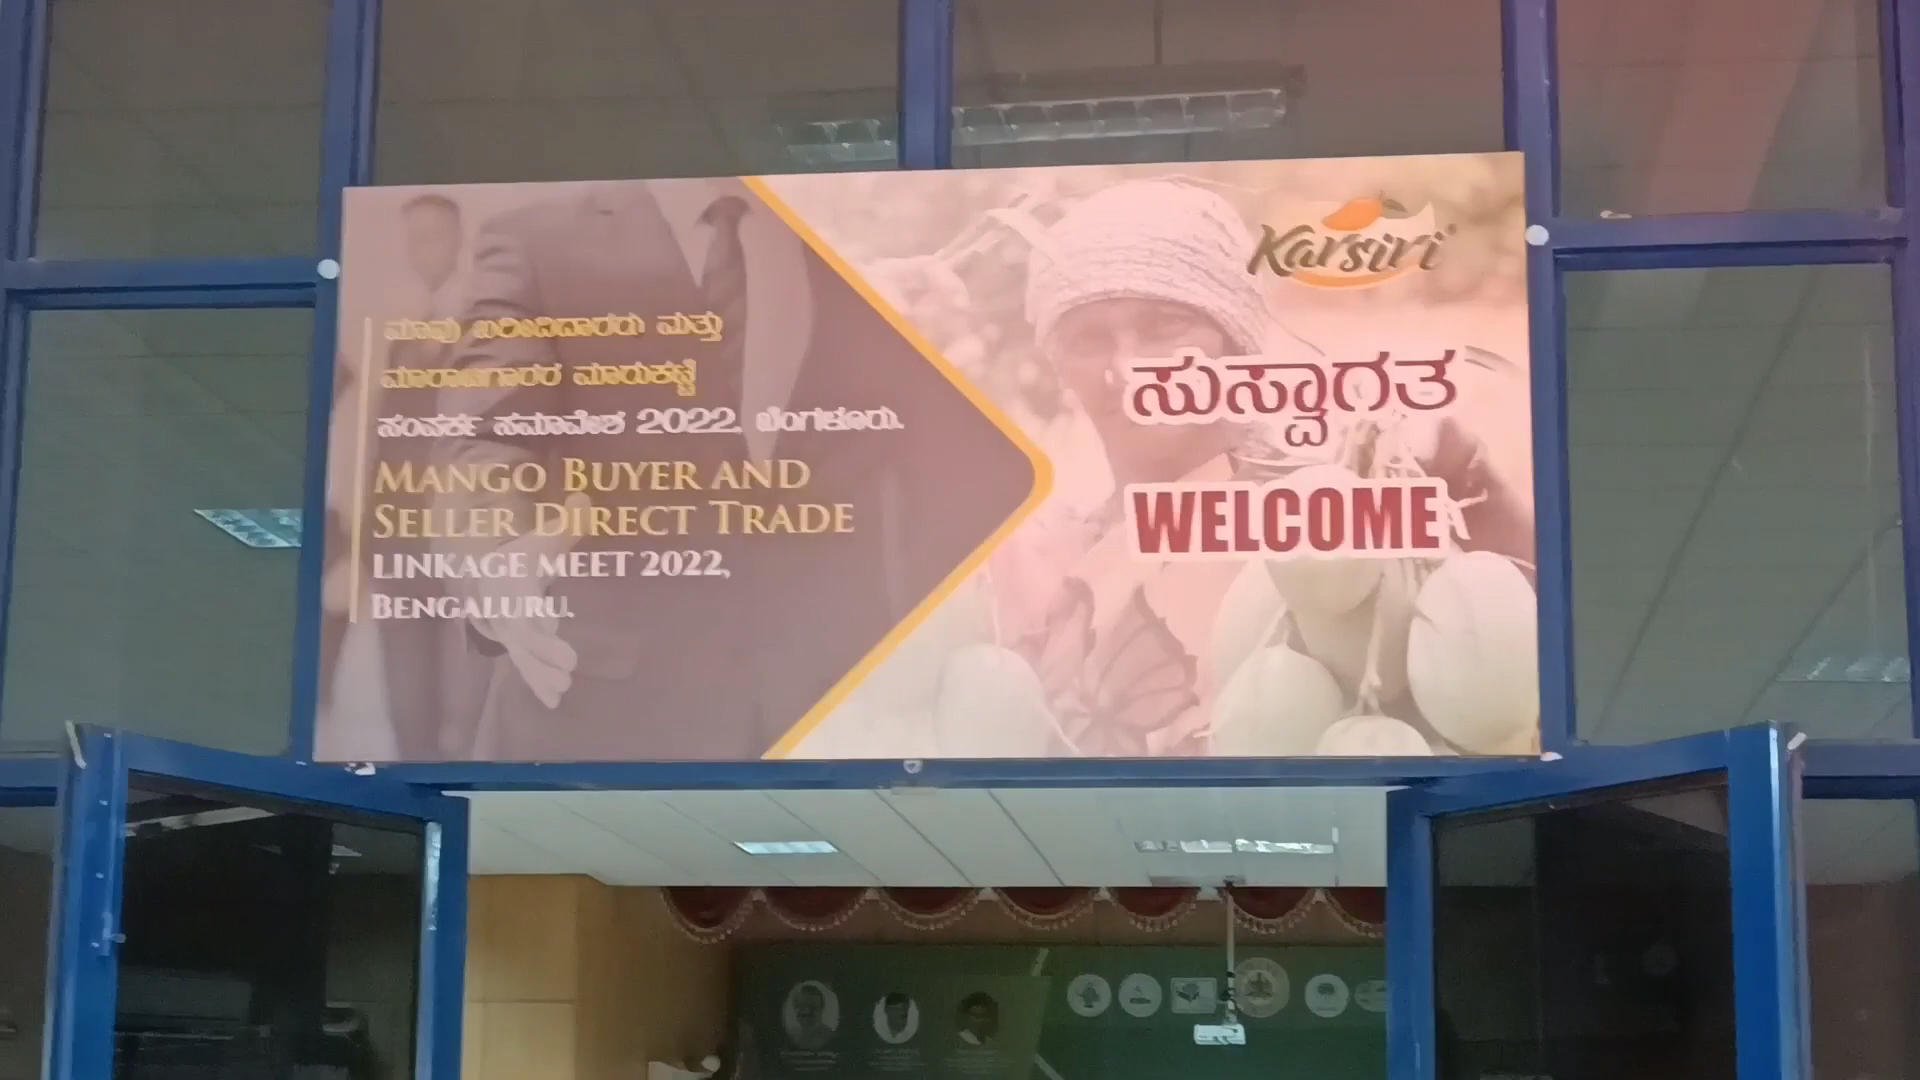 ಮಾವು ಖರೀದಿದಾರರು ಮತ್ತು
ಮಾರಾಟಗಾರರ ಮಾರುಕಟ್ಟೆ
ಸಂಪರ್ಕ ಸಮಾವೇಶ 2022, ಬೆಂಗಳೂರು.
MANGO BUYER AND
SELLER DIRECT TRADE
LINKAGE MEET 2022,
BENGALURU.
Karsiri
ಸುಸ್ವಾಗತ
WELCOME